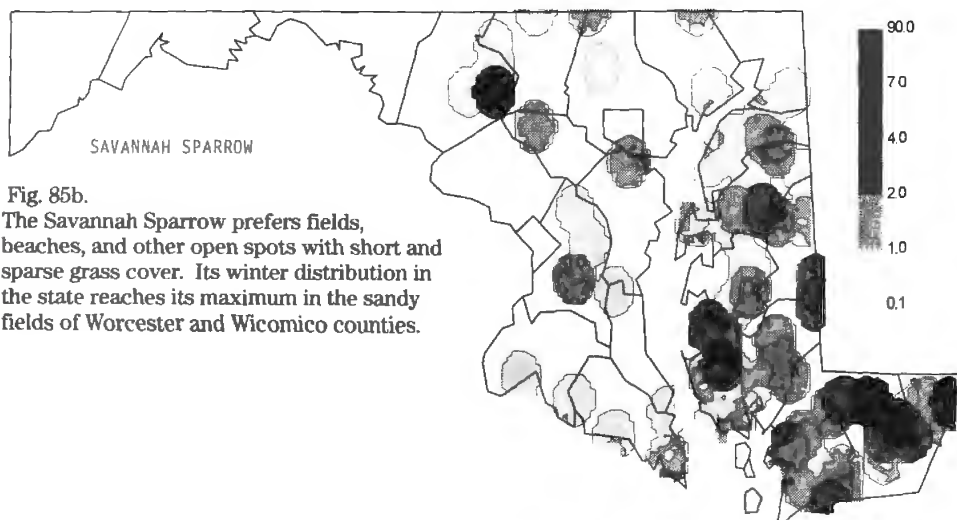 90.0
7.0
4.0
2.0
1.0
0.1
SAVANNAH SPARROW
Fig. 85b.
The Savannah Sparrow prefers fields,
beaches, and other open spots with short and
sparse grass cover. Its winter distribution in
the state reaches its maximum in the sandy
fields of Worcester and Wicomico counties.